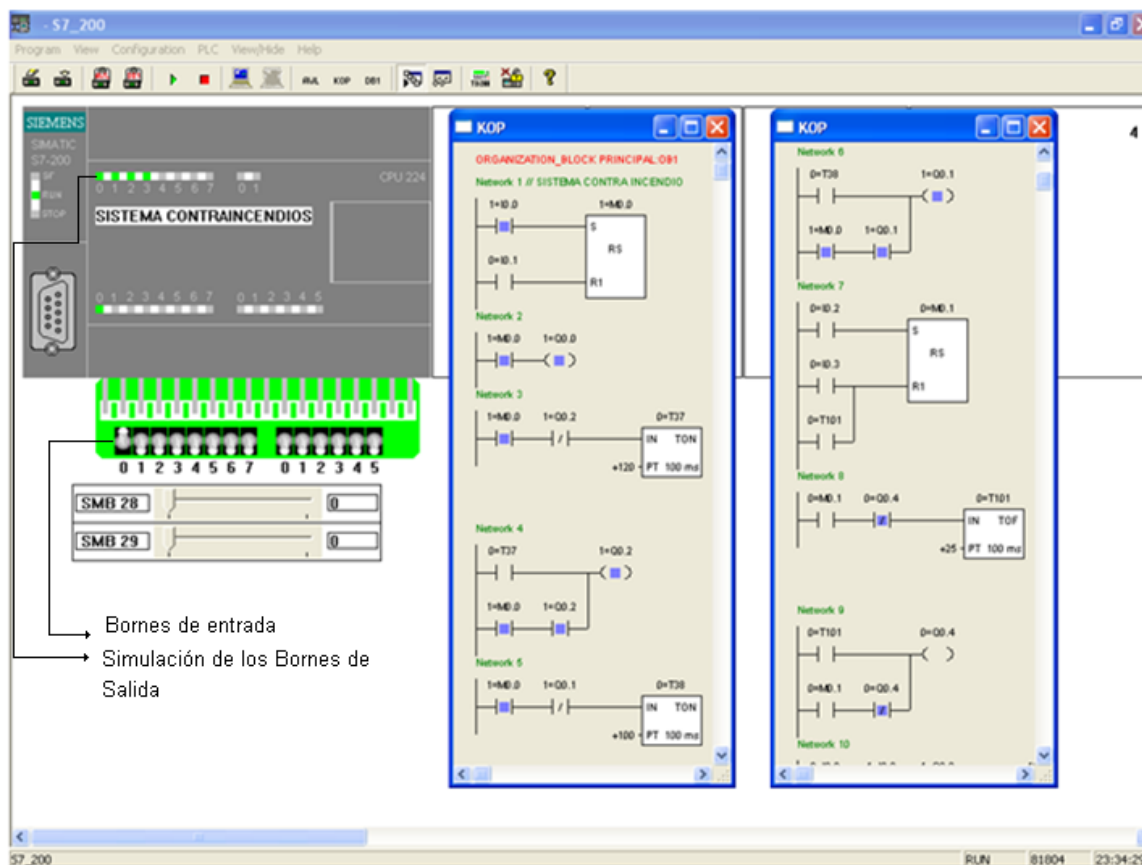 - S7_200
Program View Configuration PLC View/Hide Help
AWL KOP DB1
SIEMENS
SIMATIC
S7-200
SF
RUN
STOP
0 1 2 3 4 5 6 7 0 1
CPU 224
SISTEMA CONTRAINCENDIOS
0 1 2 3 4 5 6 7 0 1 2 3 4 5
0 1 2 3 4 5 6 7 0 1 2 3 4 5
SMB 28 0
SMB 29 0
Bornes de entrada
Simulación de los Bornes de
Salida
KOP
ORGANIZATION_BLOCK PRINCIPAL:OB1
Network 1 // SISTEMA CONTRA INCENDIO
1=I0.0 1=M0.0
S
RS
0=I0.1
R1
Network 2
1=M0.0 1=Q0.0
Network 3
1=M0.0 1=Q0.2 0=T37
IN TON
+120 PT 100 ms
Network 4
0=T37 1=Q0.2
1=M0.0 1=Q0.2
Network 5
1=M0.0 1=Q0.1 0=T38
IN TON
+100 PT 100 ms
KOP
Network 6
0=T38 1=Q0.1
1=M0.0 1=Q0.1
Network 7
0=I0.2 0=M0.1
S
RS
0=I0.3
R1
0=T101
Network 8
0=M0.1 0=Q0.4 0=T101
IN TOF
+25 PT 100 ms
Network 9
0=T101 0=Q0.4
0=M0.1 0=Q0.4
Network 10
4
S7_200
RUN 81804